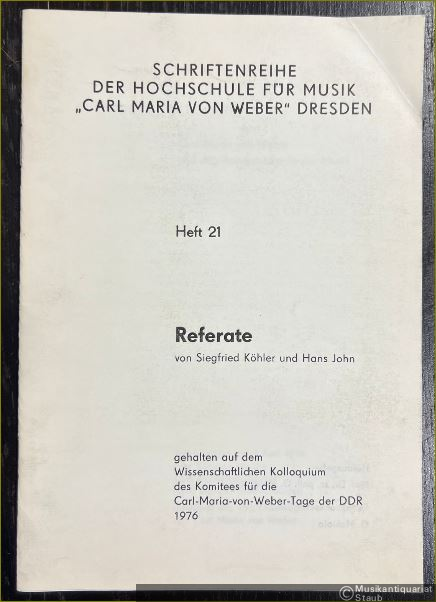 SCHRIFTENREIHE
DER HOCHSCHULE FÜR MUSIK
„CARL MARIA VON WEBER“ DRESDEN
Heft 21
Referate
von Siegfried Köhler und Hans John
gehalten auf dem
Wissenschaftlichen Kolloquium
des Komitees für die
Carl-Maria-von-Weber-Tage der DDR
1976
© Musikantiquariat
Staub